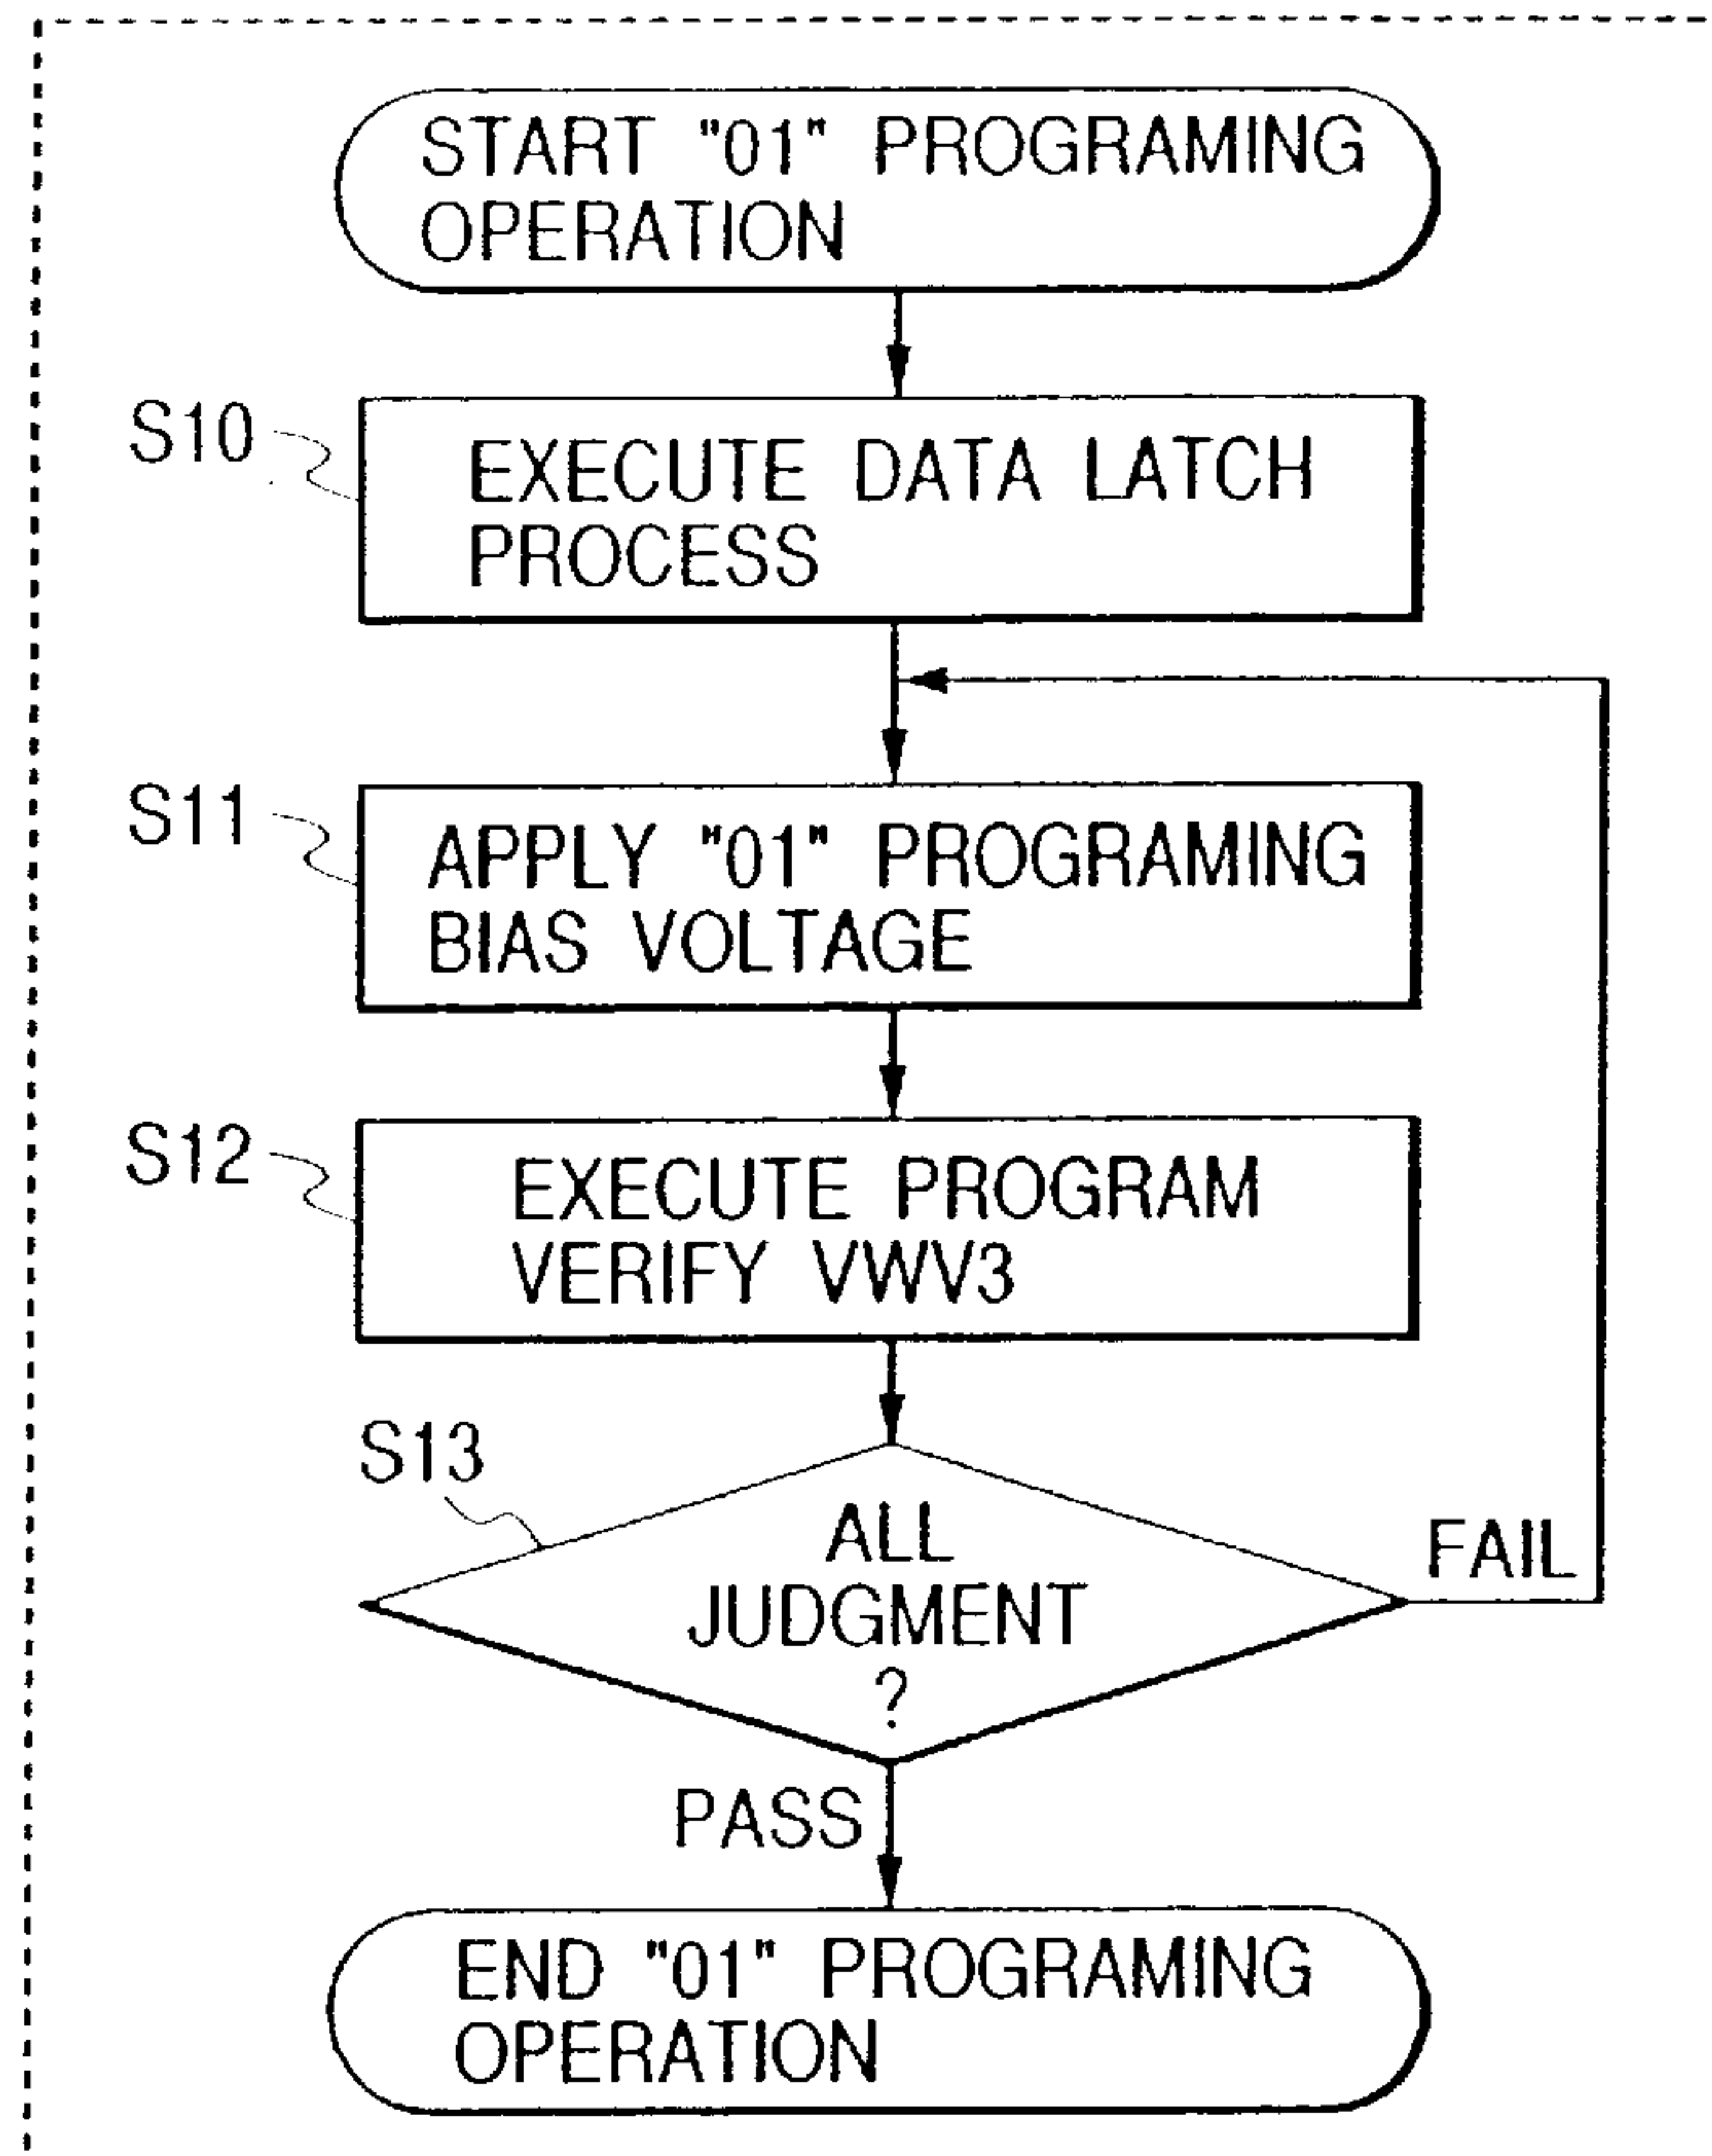 START "01" PROGRAMING
OPERATION
S10
EXECUTE DATA LATCH
PROCESS
S11
APPLY "01" PROGRAMING
BIAS VOLTAGE
S12
EXECUTE PROGRAM
VERIFY VWV3
S13
ALL
JUDGMENT
?
FAIL
PASS
END "01" PROGRAMING
OPERATION